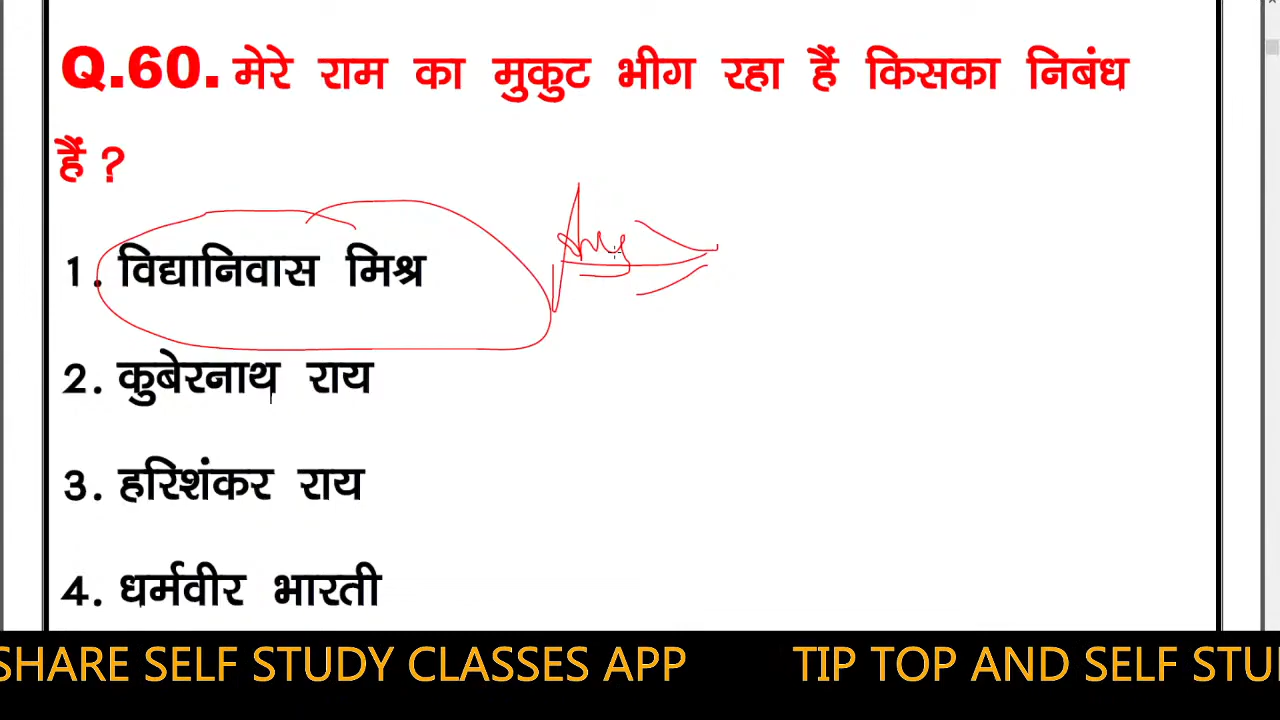 Q.60. मेरे राम का मुकुट भीग रहा हैं किसका निबंध
हैं ?
Ans
1. विद्यानिवास मिश्र
2. कुबेरनाथ राय
3. हरिशंकर राय
4. धर्मवीर भारती
SHARE SELF STUDY CLASSES APP TIP TOP AND SELF STU